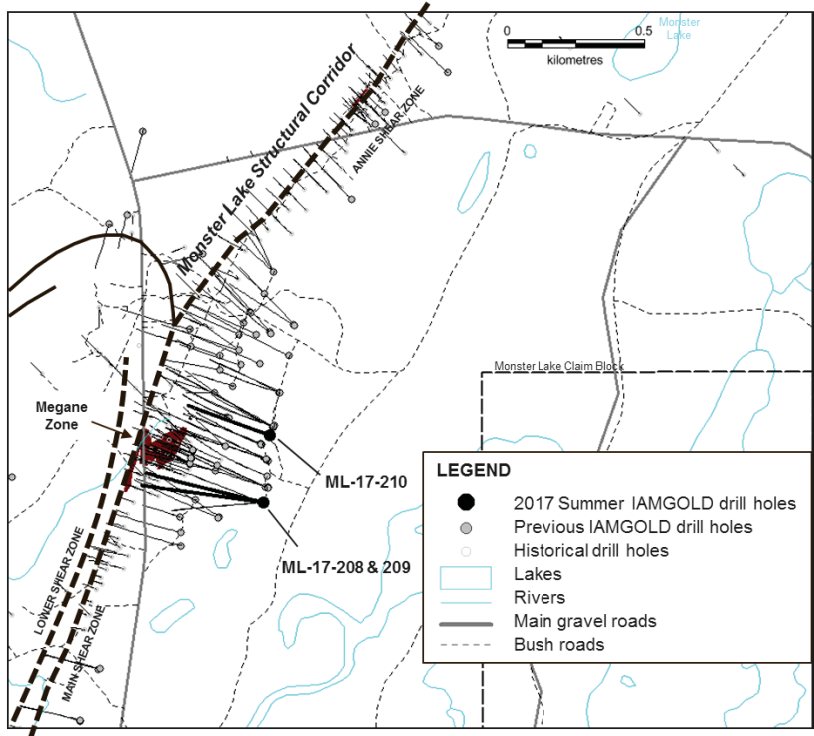 Monster
Lake
0
0.5
kilometres
Monster Lake Structural Corridor
ANNIE SHEAR ZONE
Monster Lake Claim Block
Megane
Zone
ML-17-210
ML-17-208 & 209
LOWER SHEAR ZONE
MAIN SHEAR ZONE
LEGEND
2017 Summer IAMGOLD drill holes
Previous IAMGOLD drill holes
Historical drill holes
Lakes
Rivers
Main gravel roads
Bush roads